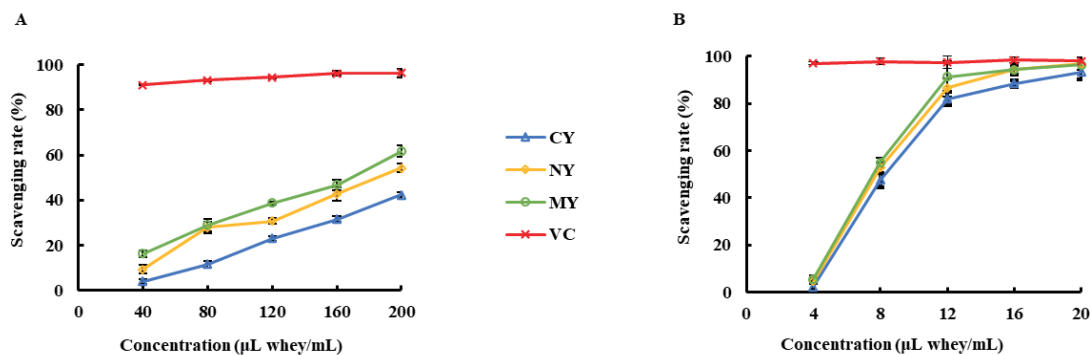 A
B
Scavenging rate (%)
100
80
60
40
20
0
0 40 80 120 160 200
Concentration (μL whey/mL)
CY
NY
MY
VC
Scavenging rate (%)
100
80
60
40
20
0
0 4 8 12 16 20
Concentration (μL whey/mL)